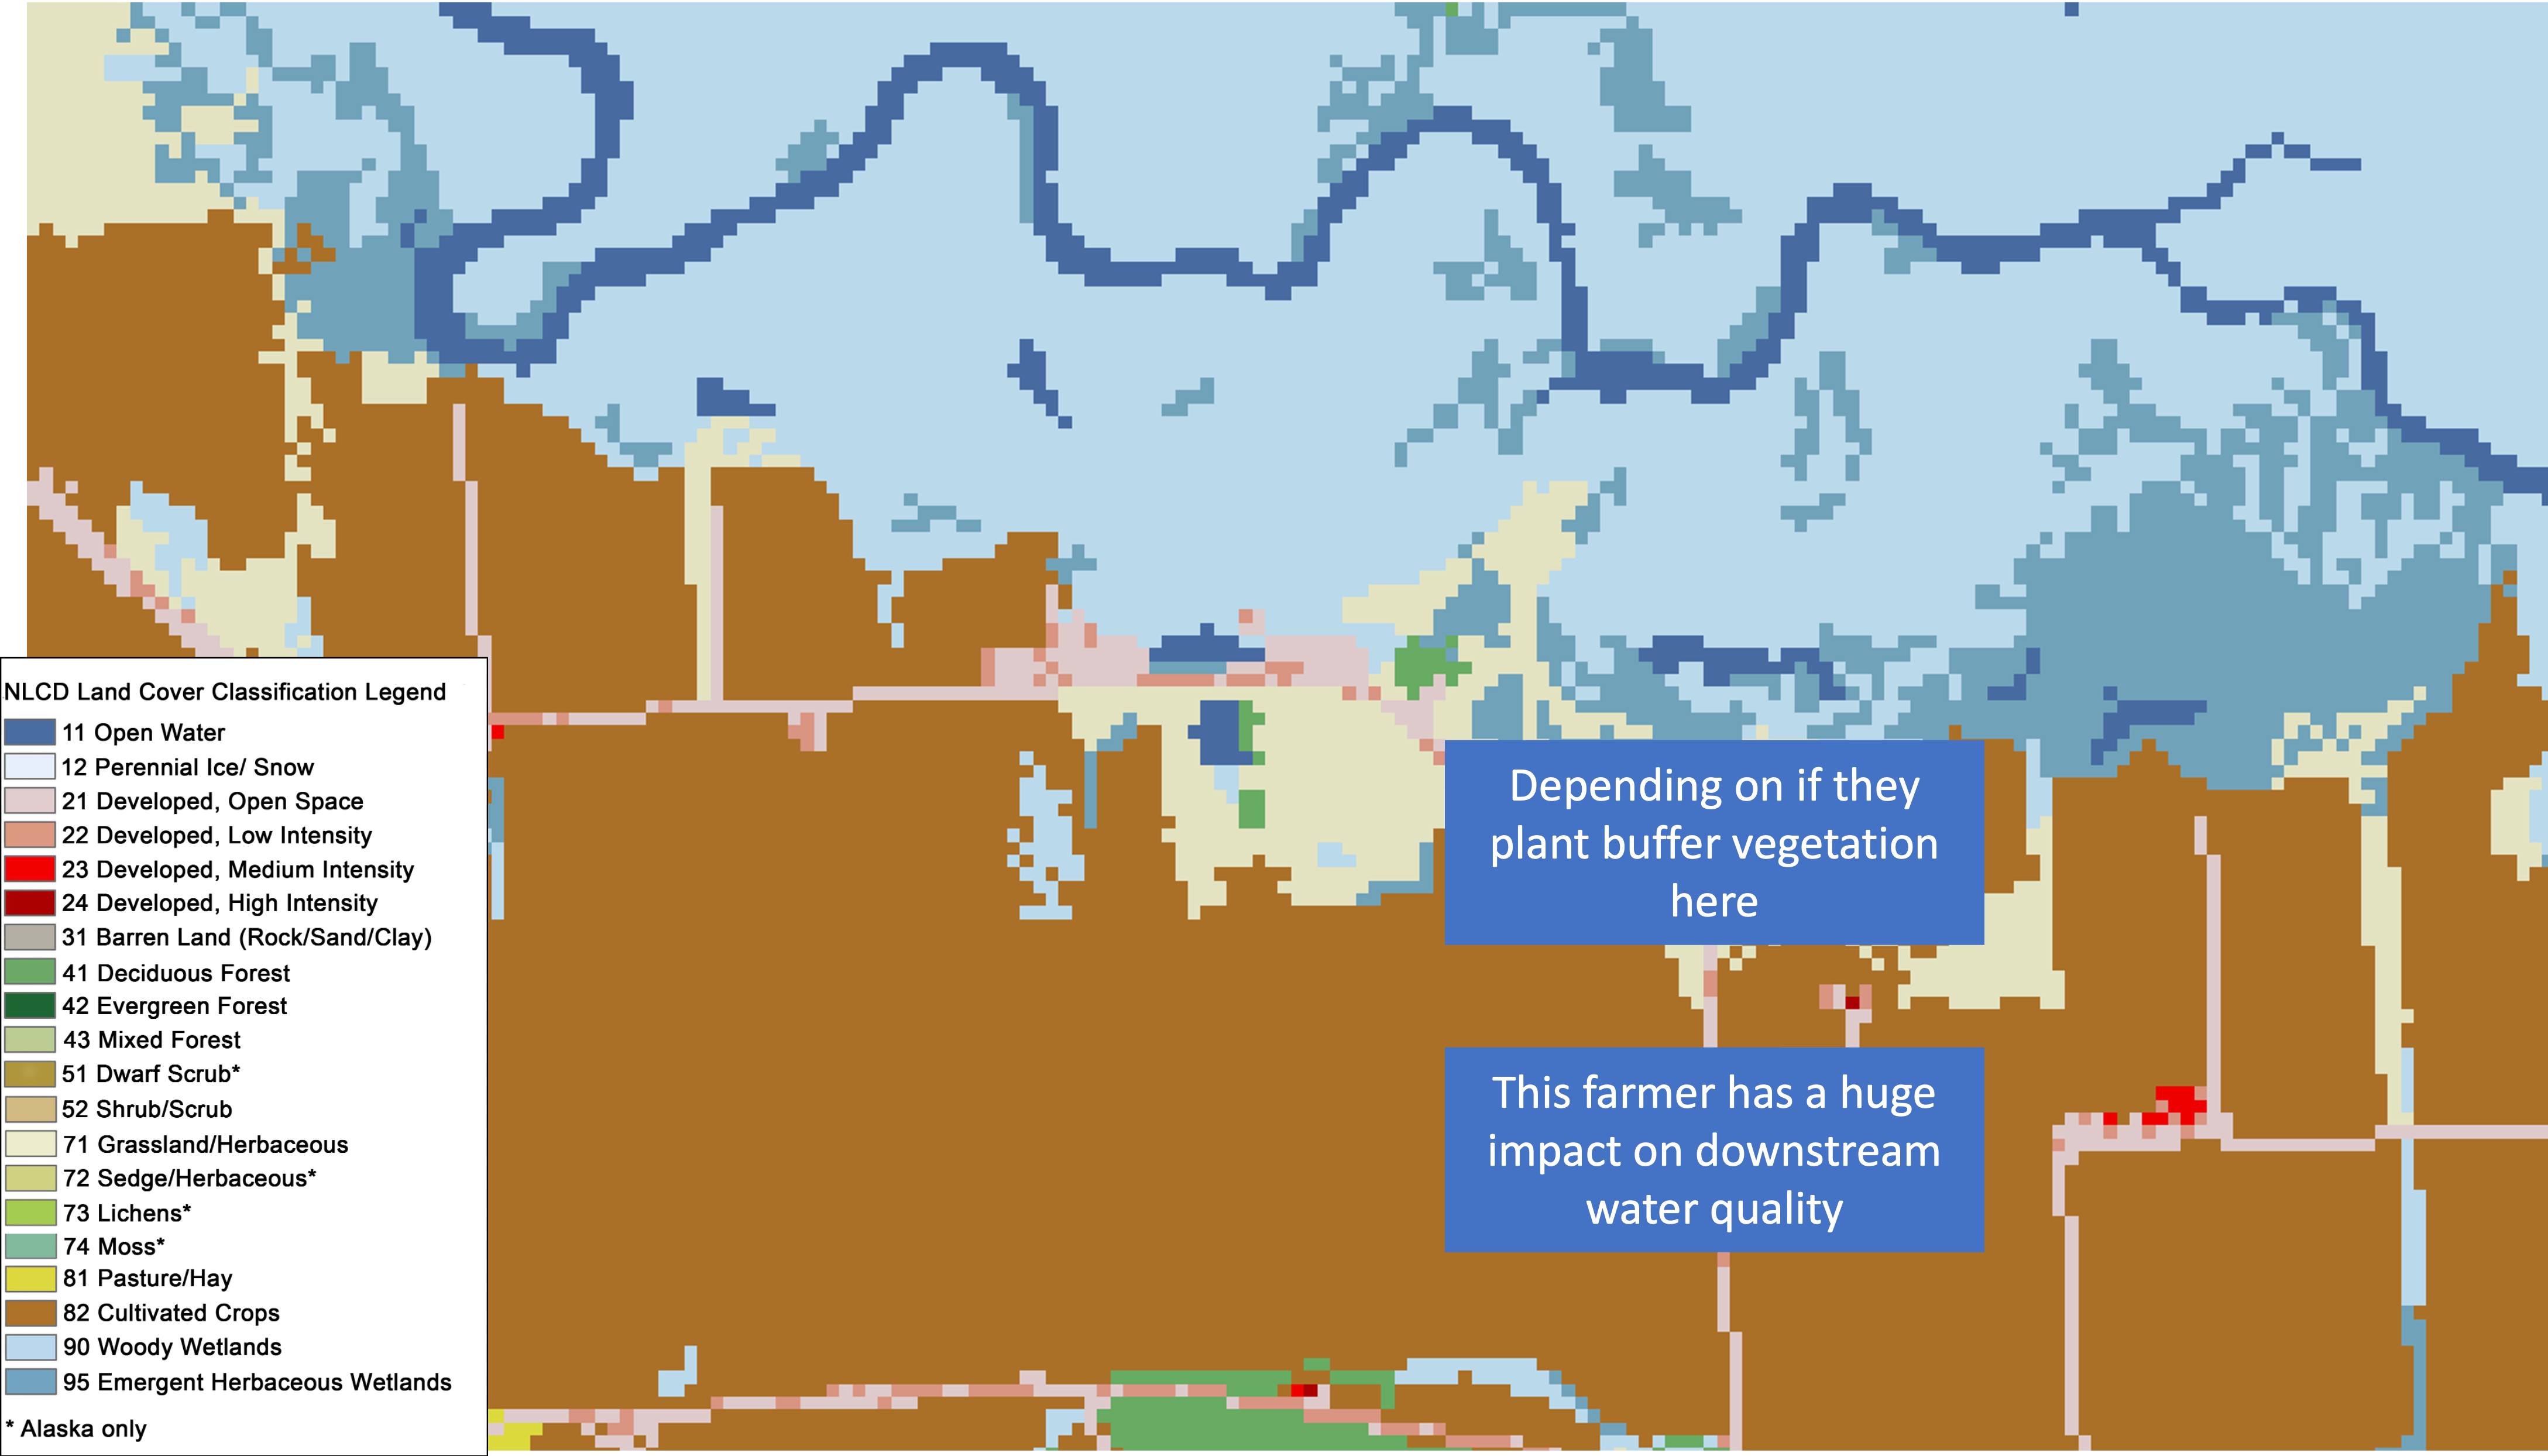 Depending on if they
plant buffer vegetation
here
This farmer has a huge
impact on downstream
water quality
NLCD Land Cover Classification Legend
11 Open Water
12 Perennial Ice/ Snow
21 Developed, Open Space
22 Developed, Low Intensity
23 Developed, Medium Intensity
24 Developed, High Intensity
31 Barren Land (Rock/Sand/Clay)
41 Deciduous Forest
42 Evergreen Forest
43 Mixed Forest
51 Dwarf Scrub*
52 Shrub/Scrub
71 Grassland/Herbaceous
72 Sedge/Herbaceous*
73 Lichens*
74 Moss*
81 Pasture/Hay
82 Cultivated Crops
90 Woody Wetlands
95 Emergent Herbaceous Wetlands
* Alaska only